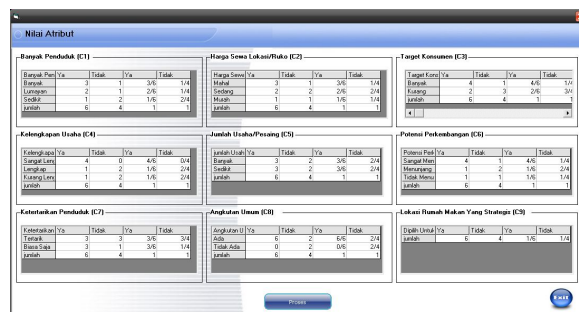 Nilai Atribut
Banyak Penduduk (C1)
Banyak Pen Ya Tidak Ya Tidak
Banyak 3 1 3/6 1/4
Lumayan 2 1 2/6 1/4
Sedikit 1 2 1/6 2/4
jumlah 6 4 1 1
Harga Sewa Lokasi/Ruko (C2)
Harga Sewa Ya Tidak Ya Tidak
Mahal 3 1 3/6 1/4
Sedang 2 2 2/6 2/4
Murah 1 1 1/6 1/4
jumlah 6 4 1 1
Target Konsumen (C3)
Target Kons Ya Tidak Ya Tidak
Banyak 4 1 4/6 1/4
Kurang 2 3 2/6 3/4
jumlah 6 4 1 1
Kelengkapan Usaha (C4)
Kelengkapa Ya Tidak Ya Tidak
Sangat Leng 4 0 4/6 0/4
Lengkap 1 2 1/6 2/4
Kurang Leng 1 2 1/6 2/4
jumlah 6 4 1 1
Jumlah Usaha/Pesaing (C5)
jumlah Usah Ya Tidak Ya Tidak
Banyak 3 2 3/6 2/4
Sedikit 3 2 3/6 2/4
jumlah 6 4 1 1
Potensi Perkembangan (C6)
Potensi Perk Ya Tidak Ya Tidak
Sangat Men 4 1 4/6 1/4
Menunjang 1 2 1/6 2/4
Tidak Menu 1 1 1/6 1/4
jumlah 6 4 1 1
Ketertarikan Penduduk (C7)
Ketertarikan Ya Tidak Ya Tidak
Tertarik 3 3 3/6 3/4
Biasa Saja 3 1 3/6 1/4
jumlah 6 4 1 1
Angkutan Umum (C8)
Angkutan U Ya Tidak Ya Tidak
Ada 6 2 6/6 2/4
Tidak Ada 0 2 0/6 2/4
jumlah 6 4 1 1
Lokasi Rumah Makan Yang Strategis (C9)
Dipilih Untuk Ya Tidak Ya Tidak
jumlah 6 4 1/6 1/4
Proses
Exit